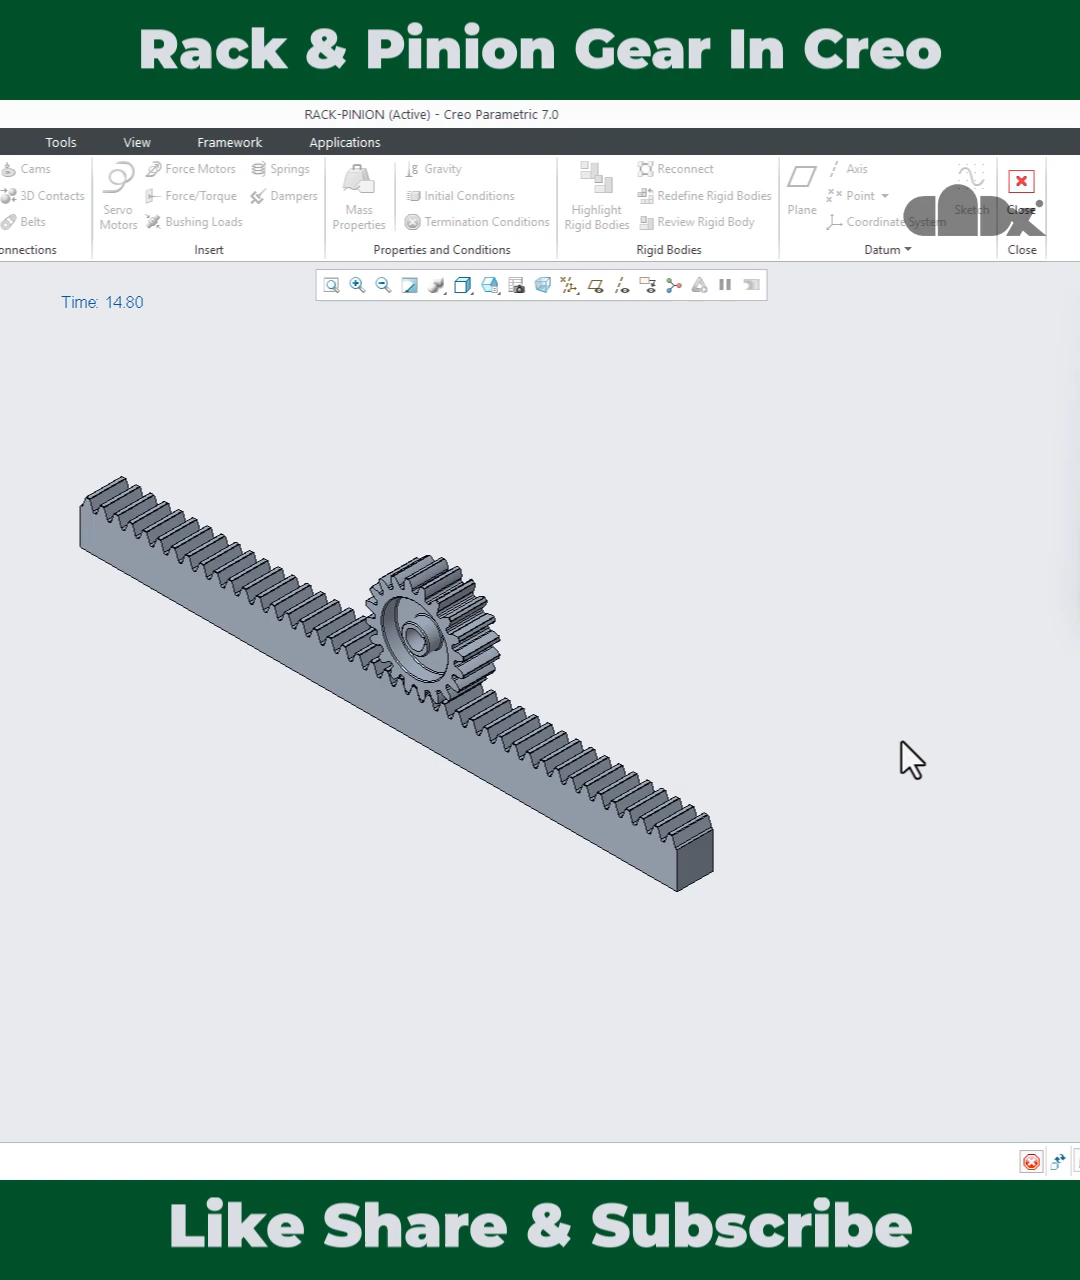 Rack & Pinion Gear In Creo
RACK-PINION (Active) - Creo Parametric 7.0
Tools View Framework Applications
Cams Force Motors Springs Gravity Reconnect Axis
3D Contacts Servo Motors Force/Torque Dampers Mass Properties Initial Conditions Highlight Rigid Bodies Redefine Rigid Bodies Plane Point Sketch Close
Belts Bushing Loads Termination Conditions Review Rigid Body Coordinate System
onnections Insert Properties and Conditions Rigid Bodies Datum Close
Time: 14.80
Like Share & Subscribe